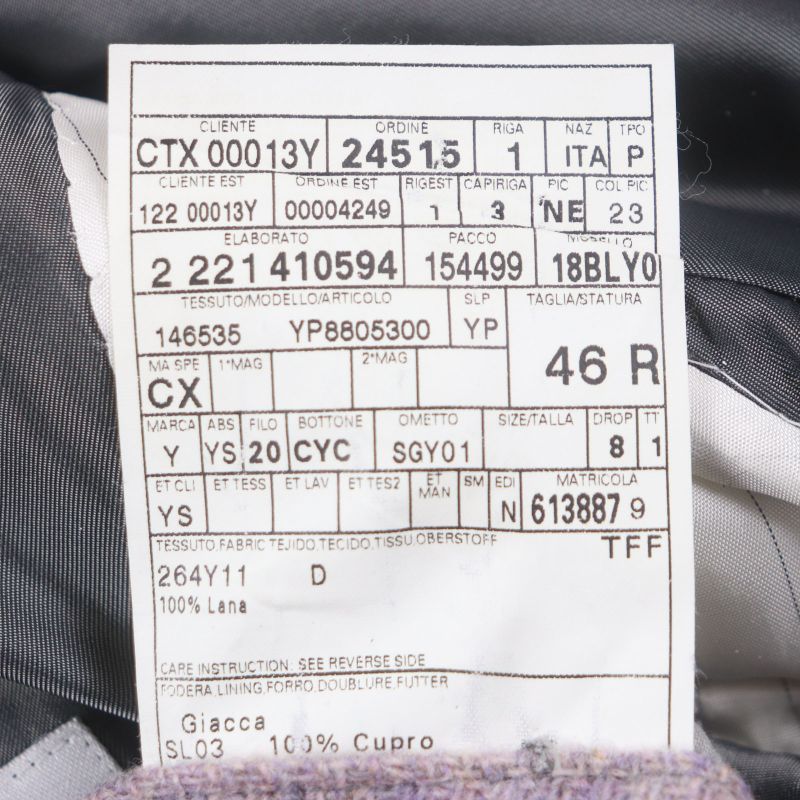 CLIENTE ORDINE RIGA NAZ TPO
CTX 00013Y 24515 1 ITA P
CLIENTE EST ORDINE EST RIGEST CAPIRIGA PIC COL PIC
122 00013Y 00004249 1 3 NE 23
ELABORATO PACCO MODELLO
2 221410594 154499 18BLY0
TESSUTO/MODELLO/ARTICOLO SLP TAGLIA/STATURA
146535 YP8805300 YP 46 R
MA SPE 1°MAG 2°MAG
CX
MARCA ABS FILO BOTTONE OMETTO SIZE/TALLA DROP TT
Y YS 20 CYC SGY01 8 1
ET CLI ET TESS ET LAV ET TES2 ET MAN SM EDI MATRICOLA
YS N 613887 9
TESSUTO,FABRIC,TEJIDO,TECIDO,TISSU,OBERSTOFF TFF
264Y11 D
100% Lana
CARE INSTRUCTION: SEE REVERSE SIDE
FODERA,LINING,FORRO,DOUBLURE,FUTTER
Giacca
SL03 100% Cupro